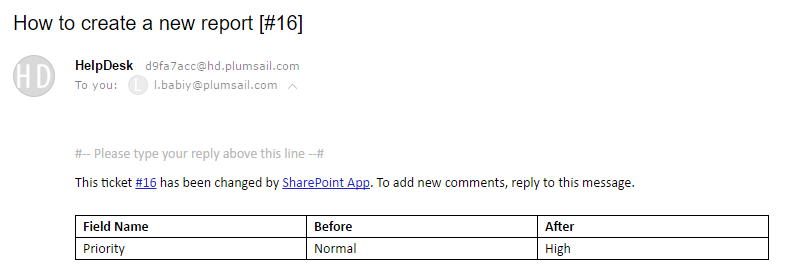 How to create a new report [#16]
HD
HelpDesk d9fa7acc@hd.plumsail.com
To you: L l.babiy@plumsail.com
#-- Please type your reply above this line --#
This ticket #16 has been changed by SharePoint App. To add new comments, reply to this message.
Field Name Before After
Priority Normal High